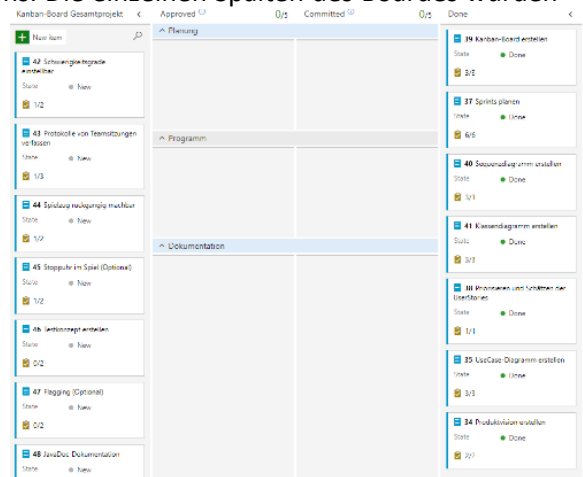 Die einzelnen Spalten des Boardes wurden
Kanban-Board Gesamtprojekt
Approved 0/5
Committed 0/5
Done
New item
42 Schwierigkeitsgrade
einstellbar
State New
1/2
43 Protokolle von Teamsitzungen
verfassen
State New
1/3
44 Spielzug rückgängig machbar
State New
1/2
45 Stoppuhr im Spiel (Optional)
State New
1/2
46 Testkonzept erstellen
State New
0/2
47 Flagging (Optional)
State New
0/2
48 JavaDoc Dokumentation
State New
Planung
Programm
Dokumentation
39 Kanban-Board erstellen
State Done
37 Sprints planen
State Done
6/6
40 Sequenzdiagramm erstellen
State Done
41 Klassendiagramm erstellen
State Done
3/3
38 Priorisieren und Schätzen der
UserStories
State Done
1/1
35 UseCase-Diagramm erstellen
State Done
3/3
34 Produktvision erstellen
State Done